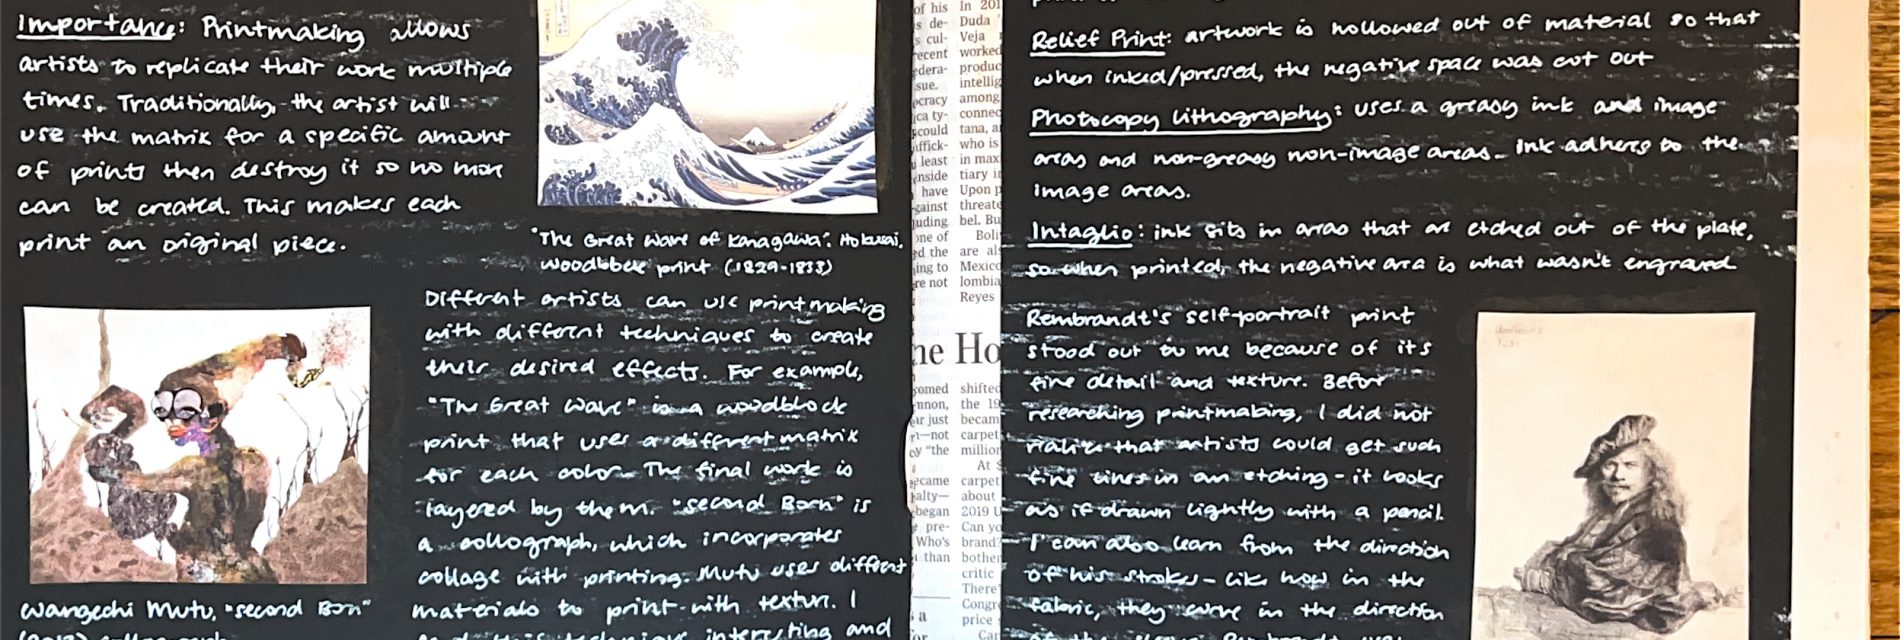 Importance: Printmaking allows
artists to replicate their work multiple
times. Traditionally, the artist will
use the matrix for a specific amount
of prints then destroy it so no more
can be created. This makes each
print an original piece.
"The Great Wave of Kanagawa". Hokusai.
Woodblock print (1829-1833)
Different artists can use printmaking
with different techniques to create
their desired effects. For example,
"The Great Wave" is a woodblock
print that uses a different matrix
for each color. The final work is
layered by them. "Second Born" is
a collograph, which incorporates
collage with printing. Mutu uses different
materials to print with texture. I
technique interesting and
Wangechi Mutu, "Second Born"
of his
s de-
s cul-
recent
dera-
sue.
ocracy
ica ty-
could
affick-
least
nside
have
gainst
luding
one of
ed the
ing to
re not
In 201
Duda
Veja
worked
produc
intellig
among
connec
tana, a
who is
in max
tiary i
Upon p
threate
bel. Bu
Boli
are als
Mexico
lombia
Reyes
he Ho
omed
nnon,
er just
—not
oy "the
became
alty—
began
pre-
Who's
than
shifted
the 19
becam
carpet
million
At S
carpet
about
2019 U
Can yo
brand?
bother
critic
There'
Congre
price s
Car
Relief Print: artwork is hollowed out of material so that
when inked/pressed, the negative space was cut out
Photocopy Lithography: uses a greasy ink and image
areas and non-greasy non-image areas. Ink adheres to the
image areas.
Intaglio: ink sits in areas that are etched out of the plate,
so when printed, the negative area is what wasn't engraved
Rembrandt's self-portrait print
stood out to me because of its
fine detail and texture. Before
researching printmaking, I did not
realize that artists could get such
fine lines in an etching - it looks
as if drawn lightly with a pencil.
I can also learn from the direction
of his strokes - like how in the
fabric, they curve in the direction